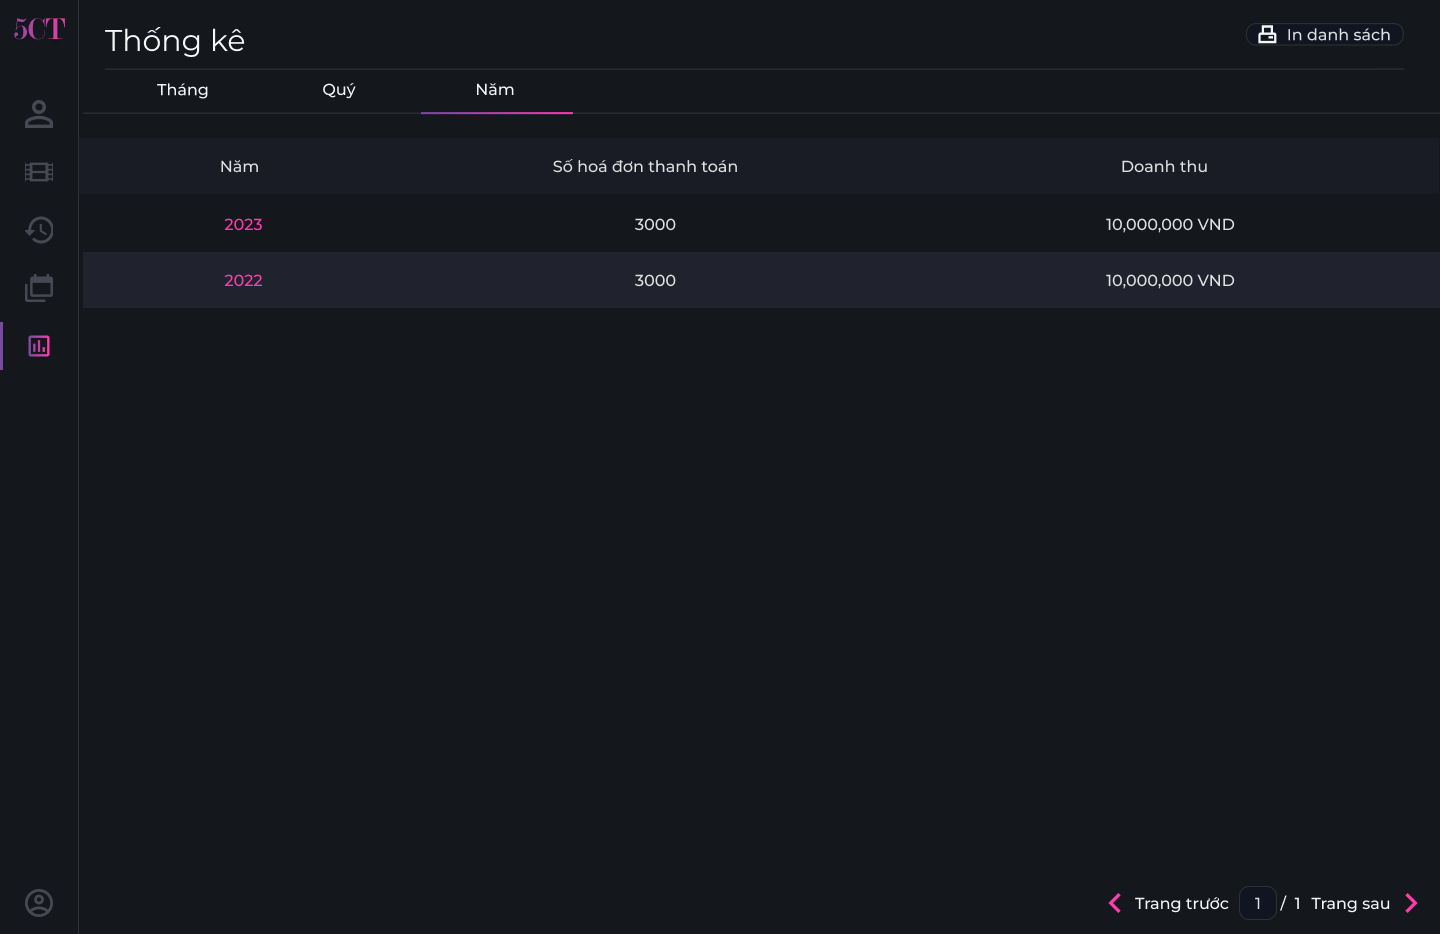 5CT
Thống kê
In danh sách
Tháng Quý Năm
Năm Số hoá đơn thanh toán Doanh thu
2023 3000 10,000,000 VND
2022 3000 10,000,000 VND
Trang trước 1 / 1 Trang sau